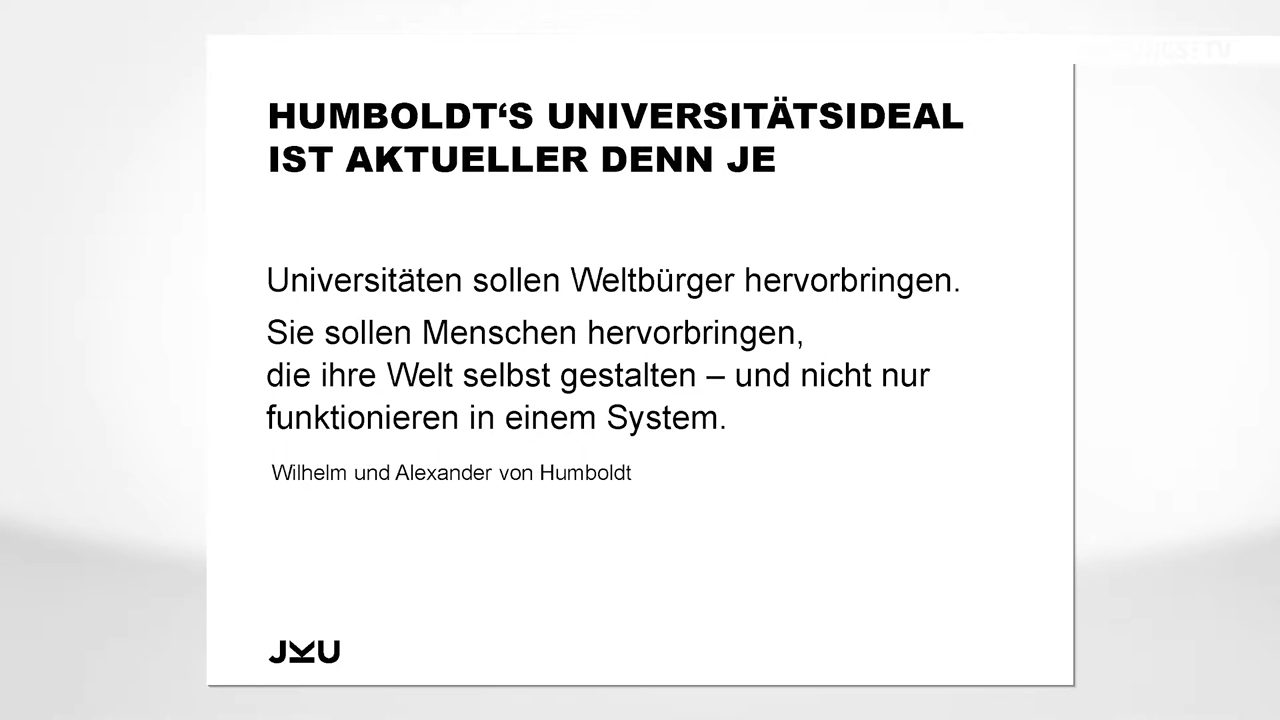 HUMBOLDT‘S UNIVERSITÄTSIDEAL
IST AKTUELLER DENN JE
Universitäten sollen Weltbürger hervorbringen.
Sie sollen Menschen hervorbringen,
die ihre Welt selbst gestalten – und nicht nur
funktionieren in einem System.
Wilhelm und Alexander von Humboldt
JKU